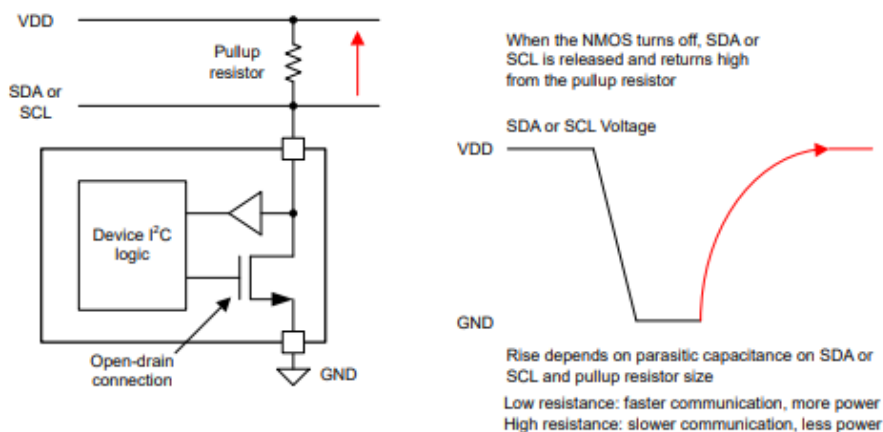 VDD
Pullup
resistor
SDA or
SCL
Device I²C
logic
Open-drain
connection
GND
When the NMOS turns off, SDA or
SCL is released and returns high
from the pullup resistor
SDA or SCL Voltage
VDD
GND
Rise depends on parasitic capacitance on SDA or
SCL and pullup resistor size
Low resistance: faster communication, more power
High resistance: slower communication, less power